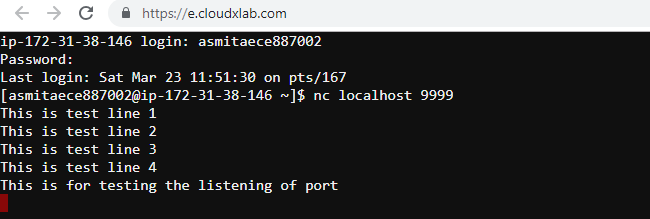 https://e.cloudxlab.com
ip-172-31-38-146 login: asmitaece887002
Password:
Last login: Sat Mar 23 11:51:30 on pts/167
[asmitaece887002@ip-172-31-38-146 ~]$ nc localhost 9999
This is test line 1
This is test line 2
This is test line 3
This is test line 4
This is for testing the listening of port